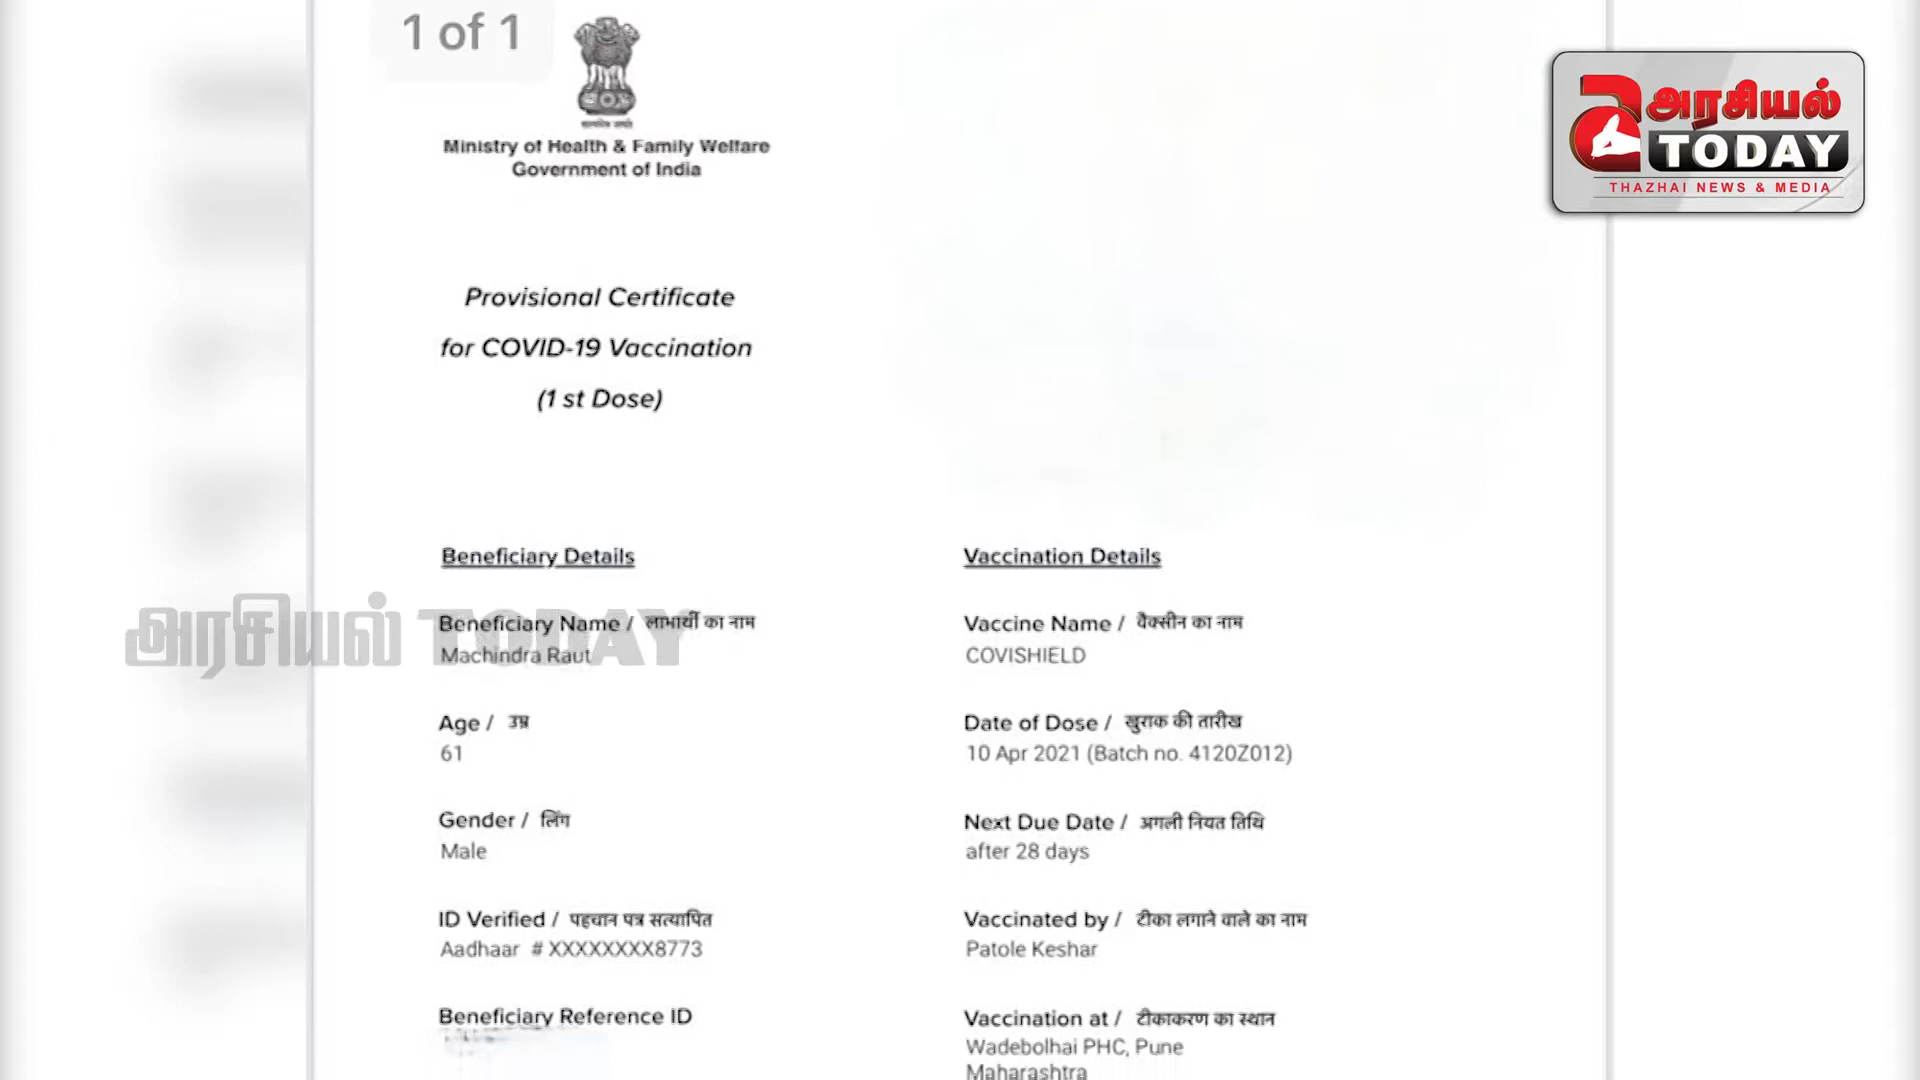 1 of 1
Ministry of Health & Family Welfare
Government of India
Provisional Certificate
for COVID-19 Vaccination
(1 st Dose)
Beneficiary Details
Beneficiary Name / लाभार्थी का नाम
Machindra Raut
Age / उम्र
61
Gender / लिंग
Male
ID Verified / पहचान पत्र सत्यापित
Aadhaar # XXXXXXXX8773
Beneficiary Reference ID
Vaccination Details
Vaccine Name / वैक्सीन का नाम
COVISHIELD
Date of Dose / खुराक की तारीख
10 Apr 2021 (Batch no. 4120Z012)
Next Due Date / अगली नियत तिथि
after 28 days
Vaccinated by / टीका लगाने वाले का नाम
Patole Keshar
Vaccination at / टीकाकरण का स्थान
Wadebolhai PHC, Pune
Maharashtra
அரசியல்
TODAY
THAZHAI NEWS & MEDIA
அரசியல் TODAY